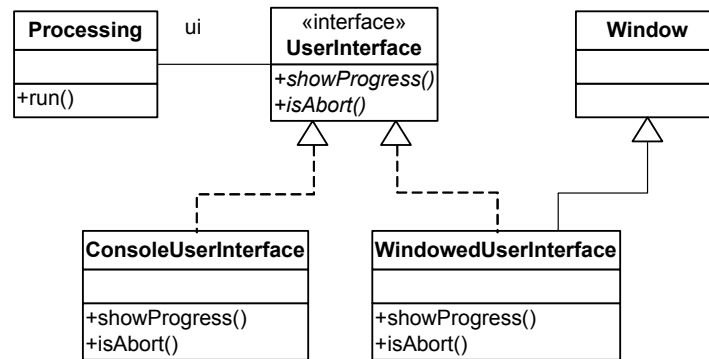 Processing
+run()
ui
«interface»
UserInterface
+showProgress()
+isAbort()
Window
ConsoleUserInterface
+showProgress()
+isAbort()
WindowedUserInterface
+showProgress()
+isAbort()